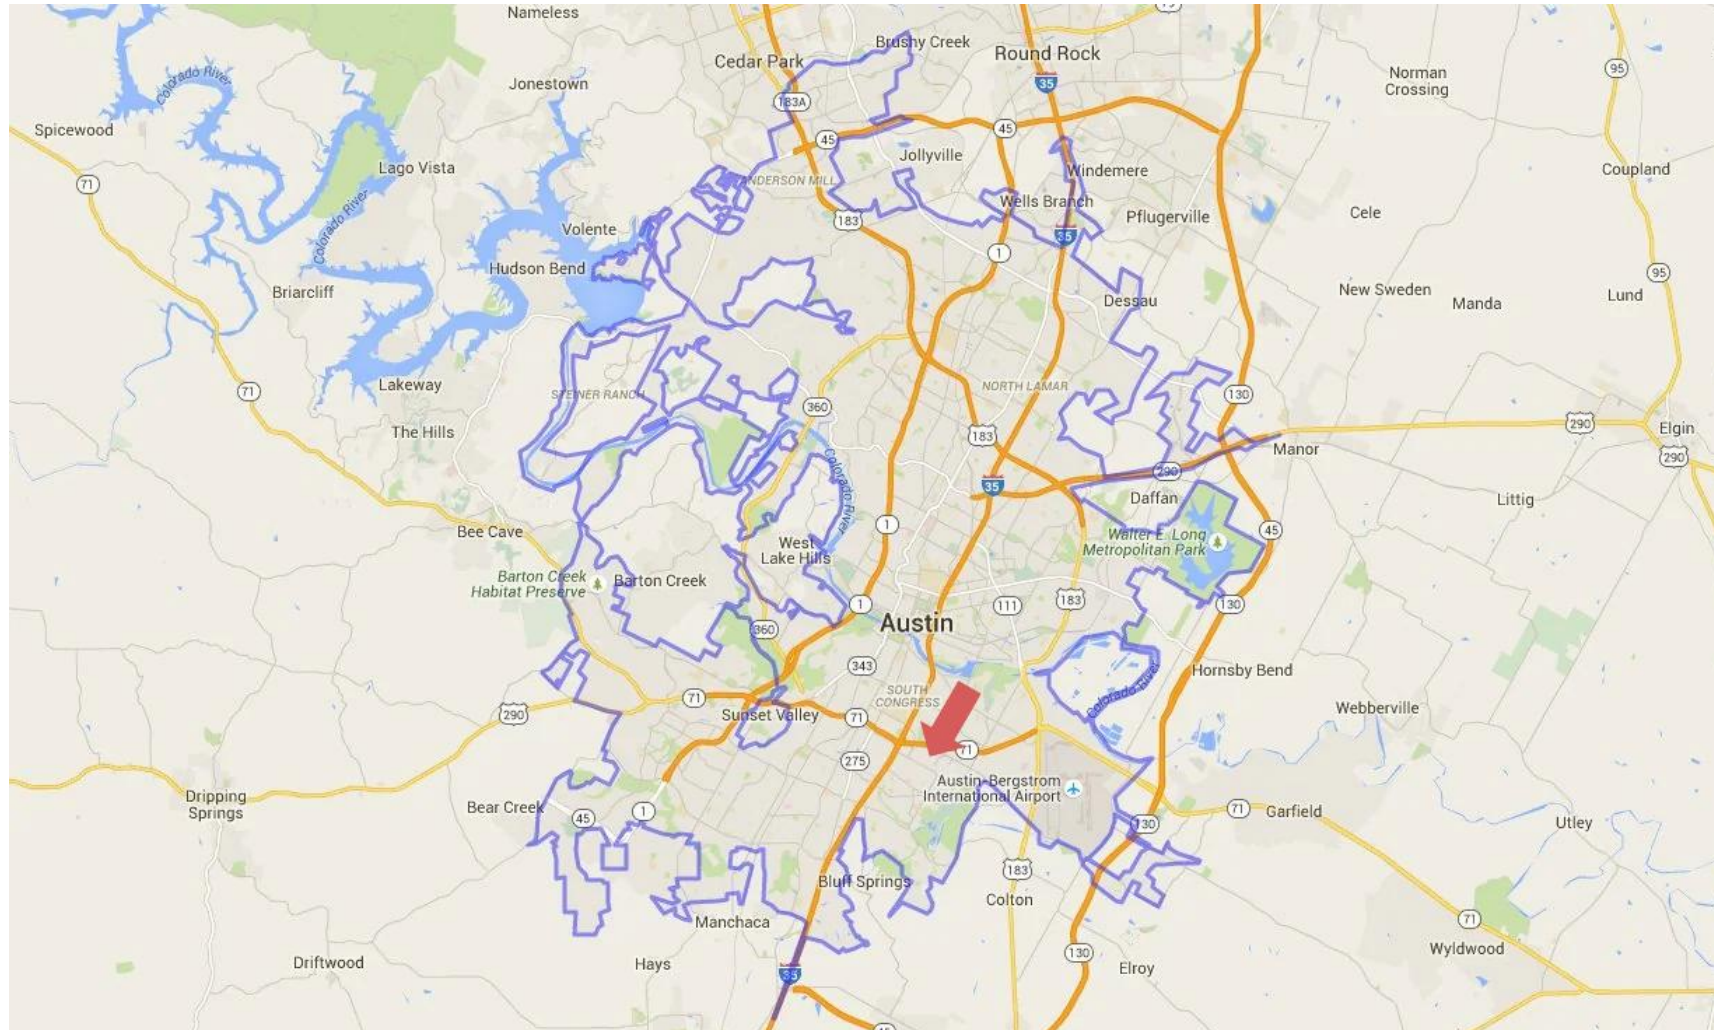 Nameless
79
Brushy Creek
Round Rock
Cedar Park
35
95
Norman
Crossing
Colorado River
Jonestown
183A
Spicewood
45
45
Jollyville
Lago Vista
71
ANDERSON MILL
Windemere
Coupland
Colorado River
Wells Branch
Pflugerville
Cele
183
Volente
35
1
Hudson Bend
95
Briarcliff
Dessau
New Sweden
Manda
Lund
Lakeway
71
STEINER RANCH
NORTH LAMAR
130
360
The Hills
183
290
Elgin
Manor
290
290
Colorado River
35
Daffan
Littig
Bee Cave
1
Walter E. Long
Metropolitan Park
45
West
Lake Hills
Barton Creek
Habitat Preserve
Barton Creek
1
111
183
130
Austin
360
343
Hornsby Bend
SOUTH
CONGRESS
71
Colorado River
290
Sunset Valley
71
Webberville
71
275
Austin-Bergstrom
International Airport
Dripping
Springs
Bear Creek
45
1
130
71
Garfield
Utley
183
Bluff Springs
Colton
Manchaca
71
Wyldwood
130
Driftwood
Hays
35
Elroy
45